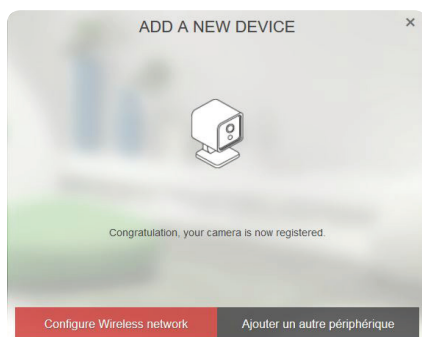 ADD A NEW DEVICE
×
Congratulation, your camera is now registered.
Configure Wireless network
Ajouter un autre périphérique